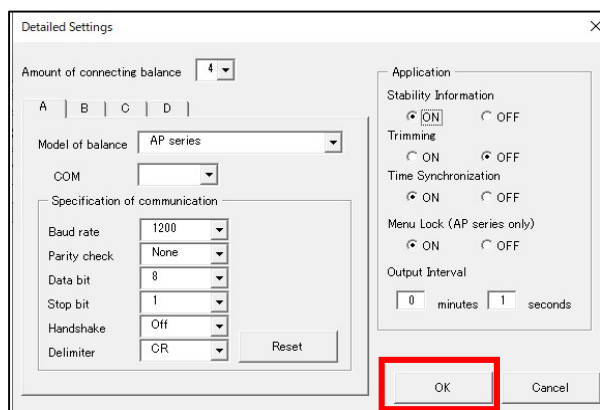 Detailed Settings
Amount of connecting balance 4
A B C D
Model of balance AP series
COM
Specification of communication
Baud rate 1200
Parity check None
Data bit 8
Stop bit 1
Handshake Off
Delimiter CR
Reset
Application
Stability Information
ON OFF
Trimming
ON OFF
Time Synchronization
ON OFF
Menu Lock (AP series only)
ON OFF
Output Interval
0 minutes 1 seconds
OK Cancel